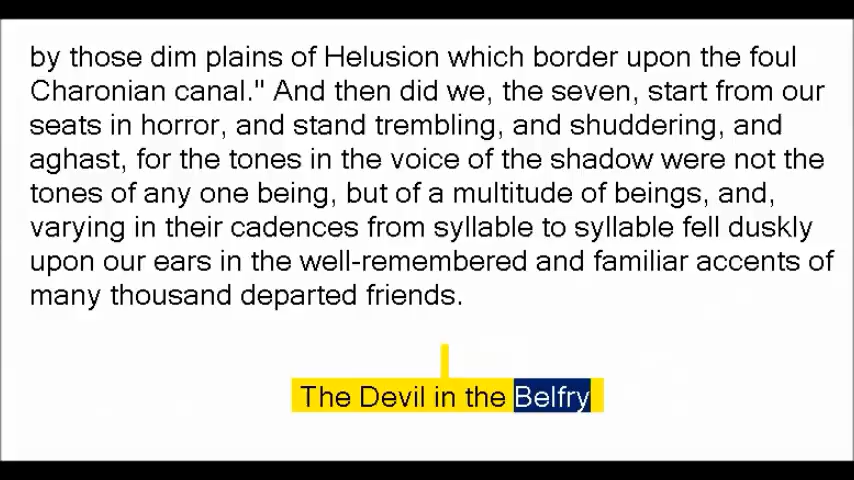 by those dim plains of Helusion which border upon the foul
Charonian canal." And then did we, the seven, start from our
seats in horror, and stand trembling, and shuddering, and
aghast, for the tones in the voice of the shadow were not the
tones of any one being, but of a multitude of beings, and,
varying in their cadences from syllable to syllable fell duskly
upon our ears in the well-remembered and familiar accents of
many thousand departed friends.
The Devil in the Belfry